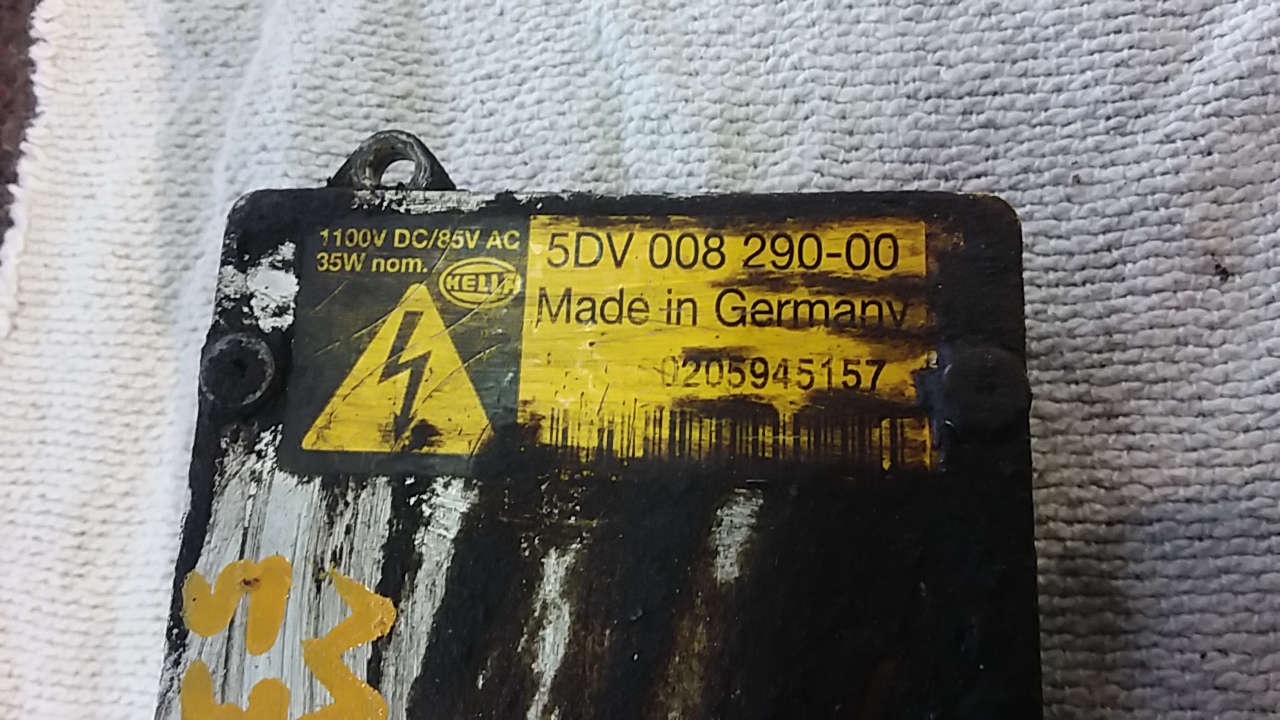 1100V DC/85V AC
35W nom.
HELLA
5DV 008 290-00
Made in Germany
0205945157